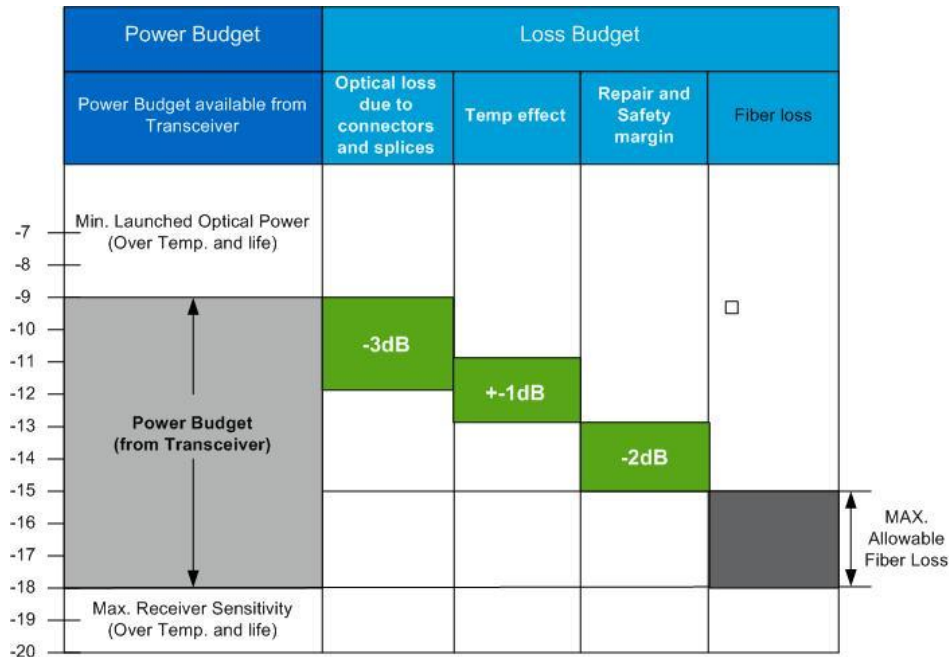 Power Budget
Loss Budget
Power Budget available from
Transceiver
Optical loss
due to
connectors
and splices
Temp effect
Repair and
Safety
margin
Fiber loss
Min. Launched Optical Power
(Over Temp. and life)
-7
-8
-9
-10
-11
-12
-13
-14
-15
-16
-17
-18
-19
-20
Power Budget
(from Transceiver)
-3dB
+-1dB
-2dB
MAX.
Allowable
Fiber Loss
Max. Receiver Sensitivity
(Over Temp. and life)